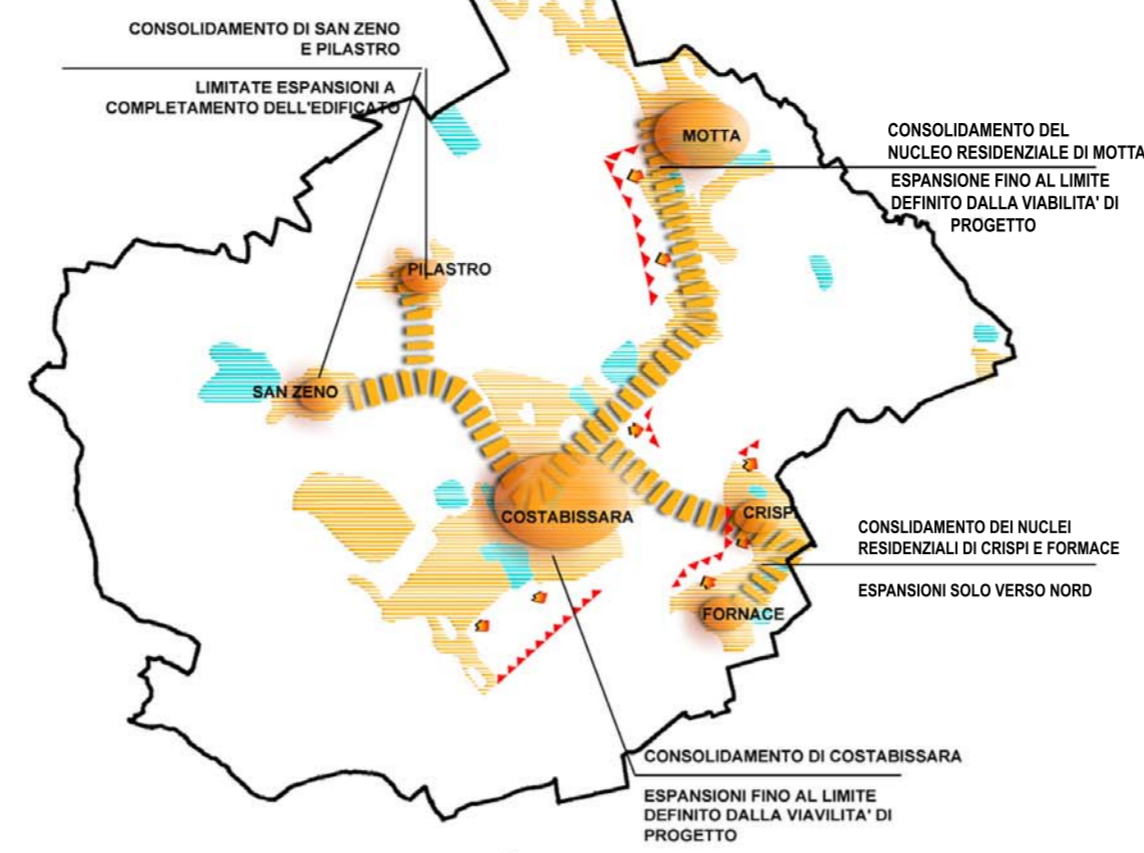 CONSOLIDAMENTO DI SAN ZENO
E PILASTRO
LIMITATE ESPANSIONI A
COMPLETAMENTO DELL'EDIFICATO
MOTTA
CONSOLIDAMENTO DEL
NUCLEO RESIDENZIALE DI MOTTA
ESPANSIONE FINO AL LIMITE
DEFINITO DALLA VIABILITA' DI
PROGETTO
PILASTRO
SAN ZENO
COSTABISSARA
CRISPI
CONSLIDAMENTO DEI NUCLEI
RESIDENZIALI DI CRISPI E FORMACE
ESPANSIONI SOLO VERSO NORD
FORNACE
CONSOLIDAMENTO DI COSTABISSARA
ESPANSIONI FINO AL LIMITE
DEFINITO DALLA VIAVILITA' DI
PROGETTO